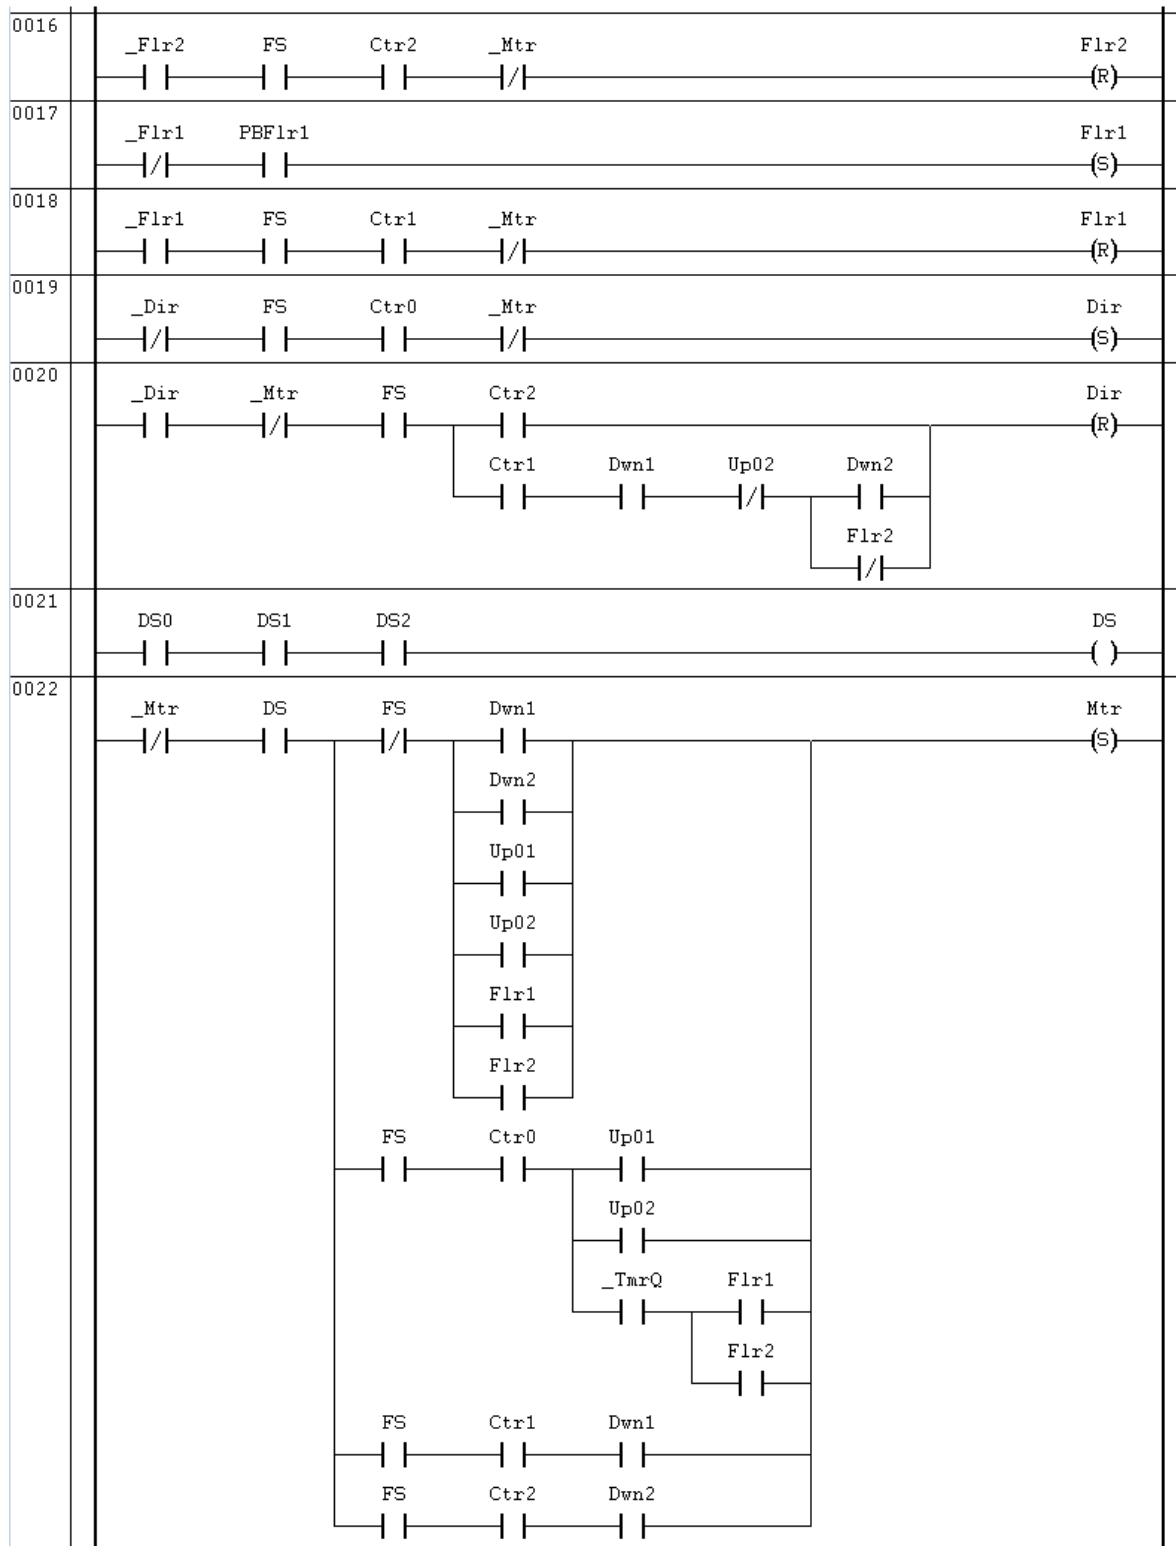 0016
_Flr2 FS Ctr2 _Mtr Flr2
(R)
0017
_Flr1 PBFlr1 Flr1
(S)
0018
_Flr1 FS Ctr1 _Mtr Flr1
(R)
0019
_Dir FS Ctr0 _Mtr Dir
(S)
0020
_Dir _Mtr FS Ctr2 Dir
(R)
Ctr1 Dwn1 Up02 Dwn2
Flr2
0021
DS0 DS1 DS2 DS
0022
_Mtr DS FS Dwn1 Mtr
(S)
Dwn2
Up01
Up02
Flr1
Flr2
FS Ctr0 Up01
Up02
_TmrQ Flr1
Flr2
FS Ctr1 Dwn1
FS Ctr2 Dwn2